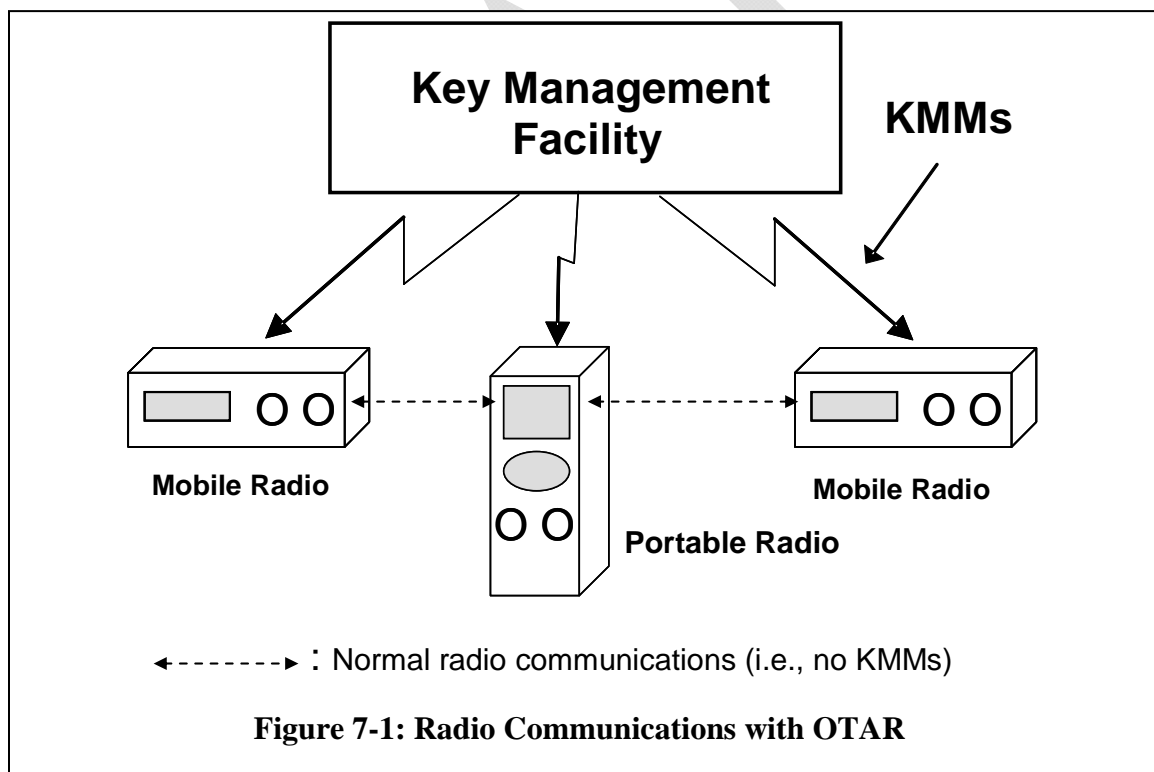 Key Management
Facility
KMMs
Mobile Radio
Mobile Radio
Portable Radio
: Normal radio communications (i.e., no KMMs)
Figure 7-1: Radio Communications with OTAR